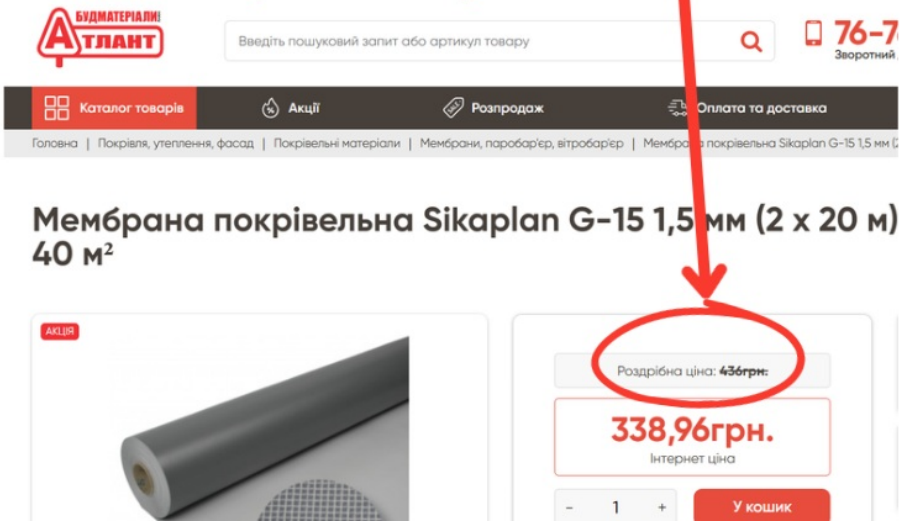 БУДМАТЕРІАЛИ
АТЛАНТ
Введіть пошуковий запит або артикул товару
Зворотний
Каталог товарів
Акції
Розпродаж
Оплата та доставка
Головна | Покрівля, утеплення, фасад | Покрівельні матеріали | Мембрани, паробар'єр, вітробар'єр | Мембрана покрівельна Sikaplan G-15 1,5 мм
Мембрана покрівельна Sikaplan G-15 1,5 мм (2 x 20 м)
40 м²
АКЦІЯ
Роздрібна ціна: 436грн.
338,96грн.
Інтернет ціна
- 1 +
У кошик